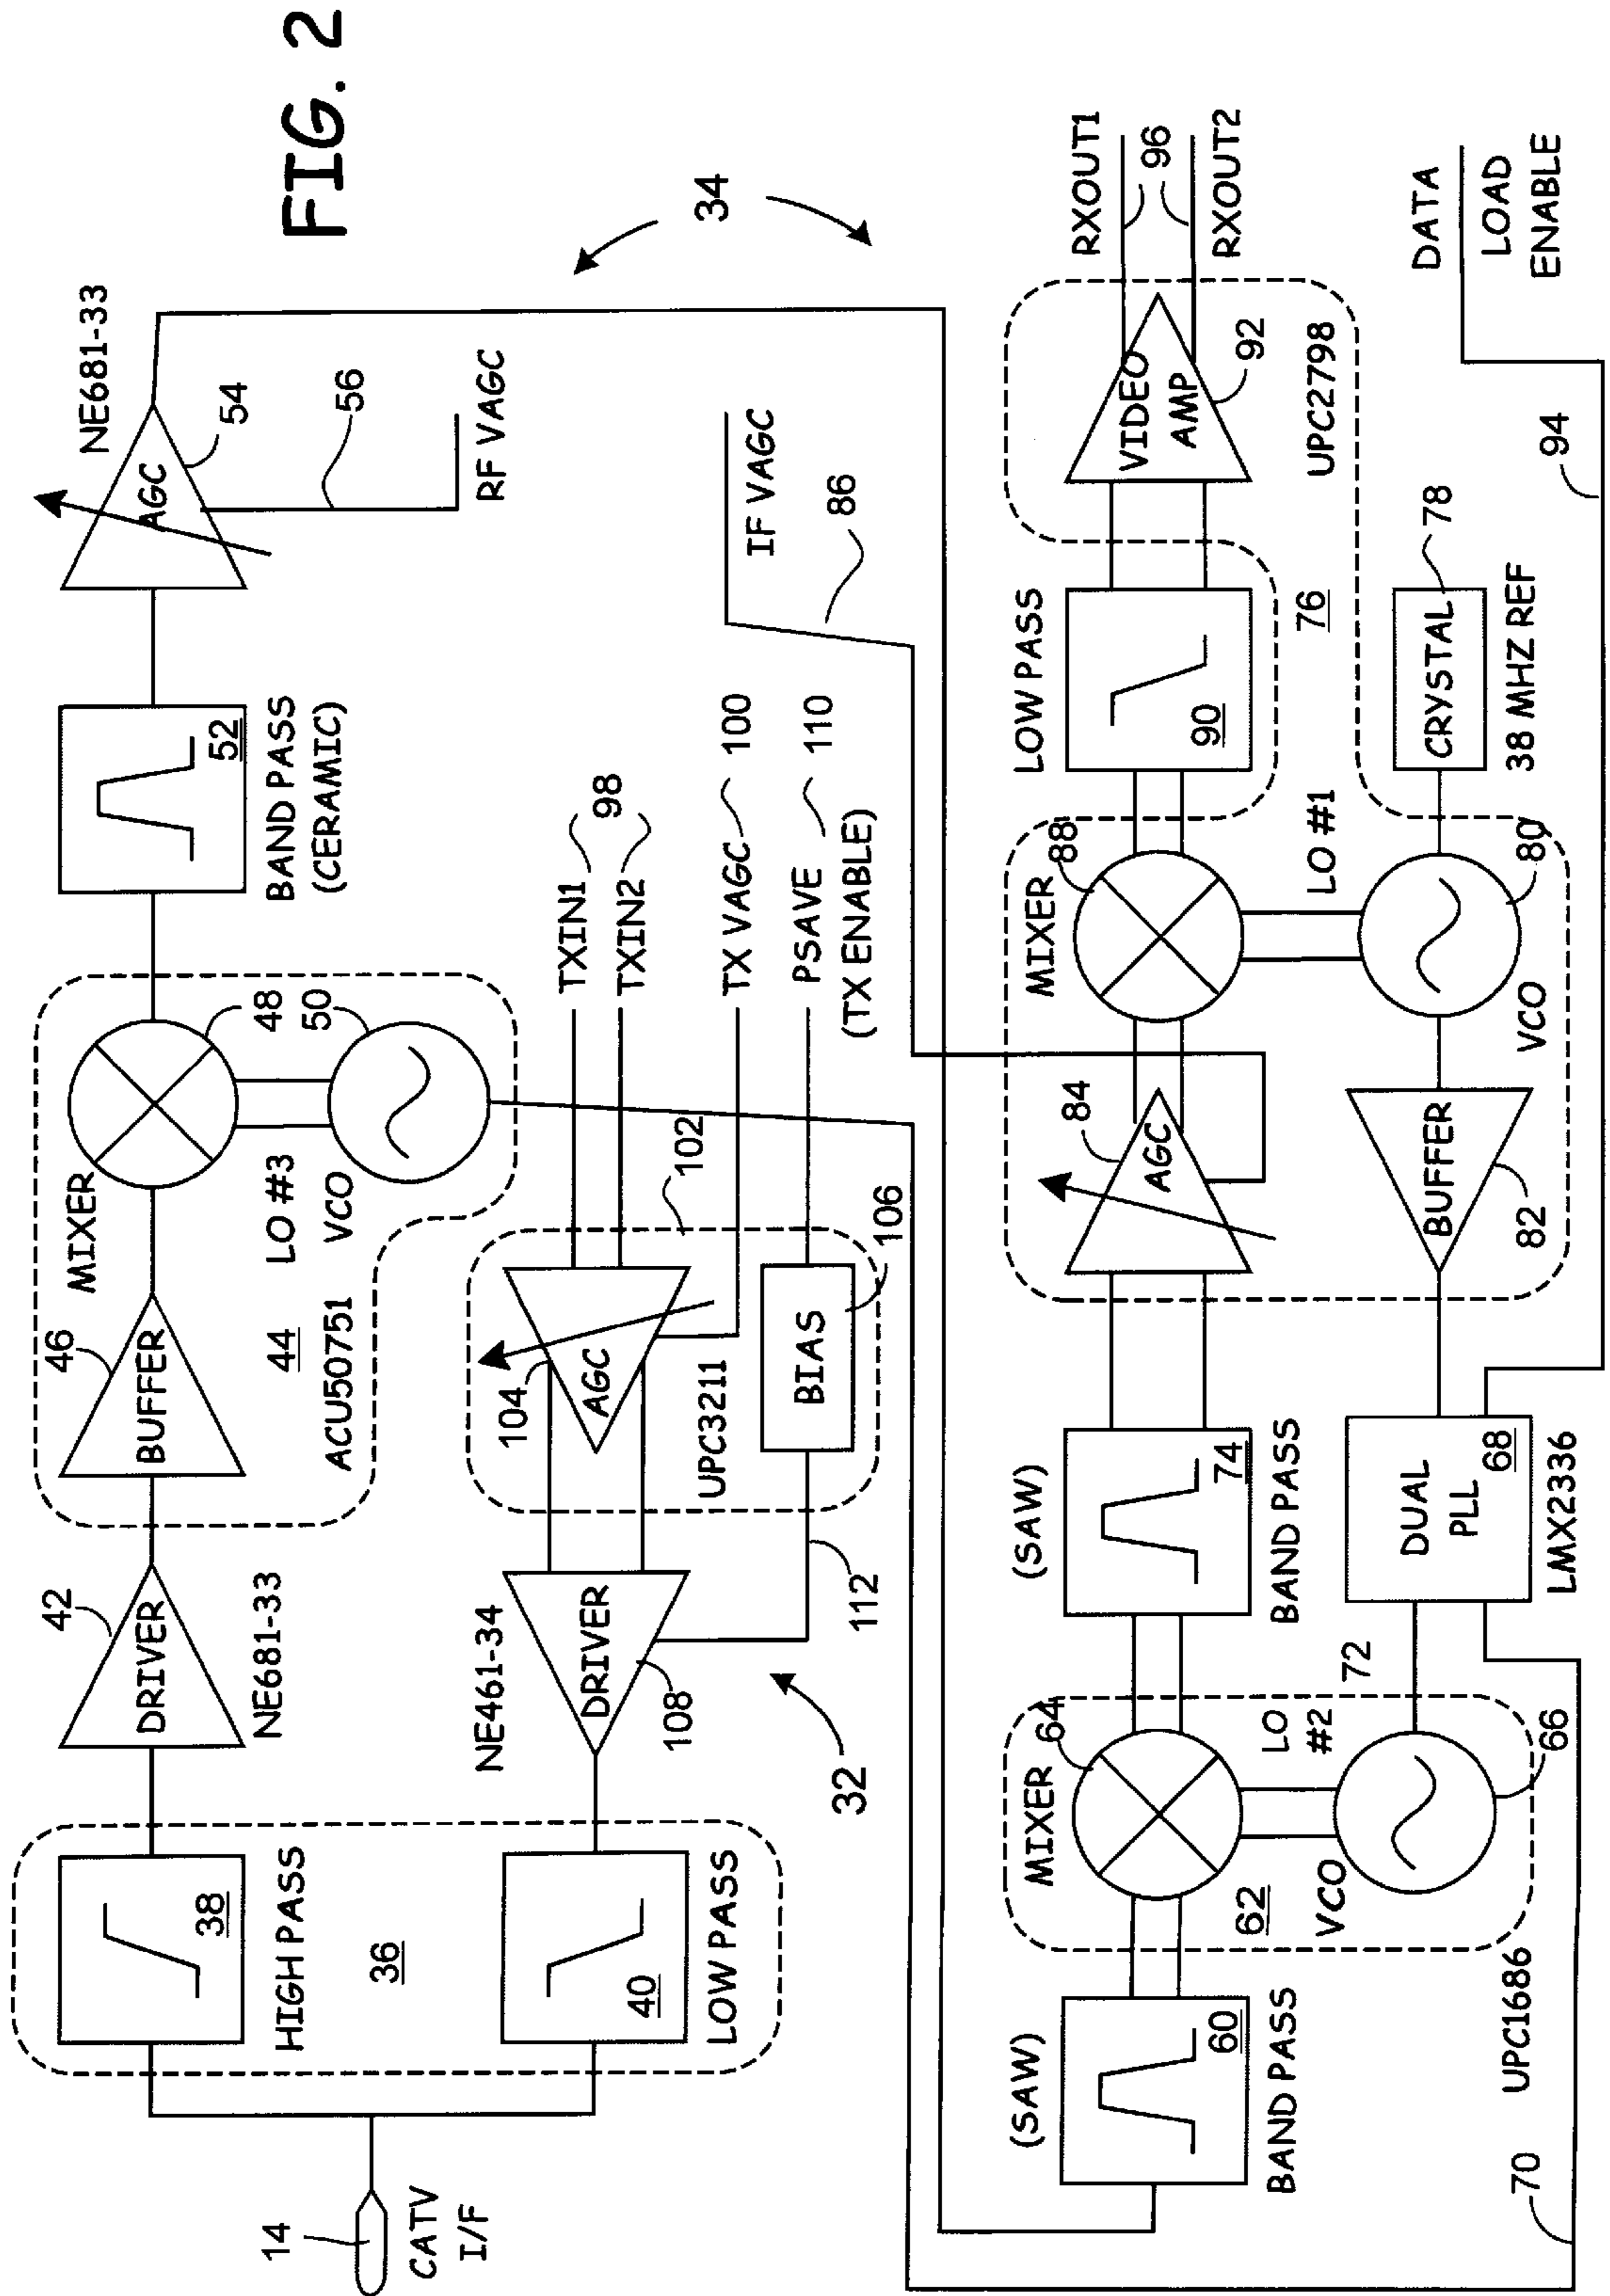 FIG. 2
14
CATV
I/F
38
HIGH PASS
36
40
LOW PASS
42
DRIVER
NE681-33
46
BUFFER
44
ACU50751
MIXER
48
LO #3
VCO
50
52
BAND PASS
(CERAMIC)
NE681-33
AGC
54
56
RF VAGC
34
NE461-34
DRIVER
108
32
112
104
AGC
UPC3211
BIAS
106
102
TXIN1
TXIN2
98
TX VAGC
100
PSAVE
110
(TX ENABLE)
IF VAGC
86
(SAW)
60
BAND PASS
MIXER
64
62
LO
#2
VCO
66
UPC1686
72
70
(SAW)
74
BAND PASS
DUAL
PLL
68
LMX2336
84
AGC
BUFFER
82
MIXER
88
LO #1
VCO
80
LOW PASS
90
76
CRYSTAL
78
38 MHZ REF
VIDEO
AMP
92
UPC2798
RXOUT1
96
RXOUT2
DATA
LOAD
ENABLE
94